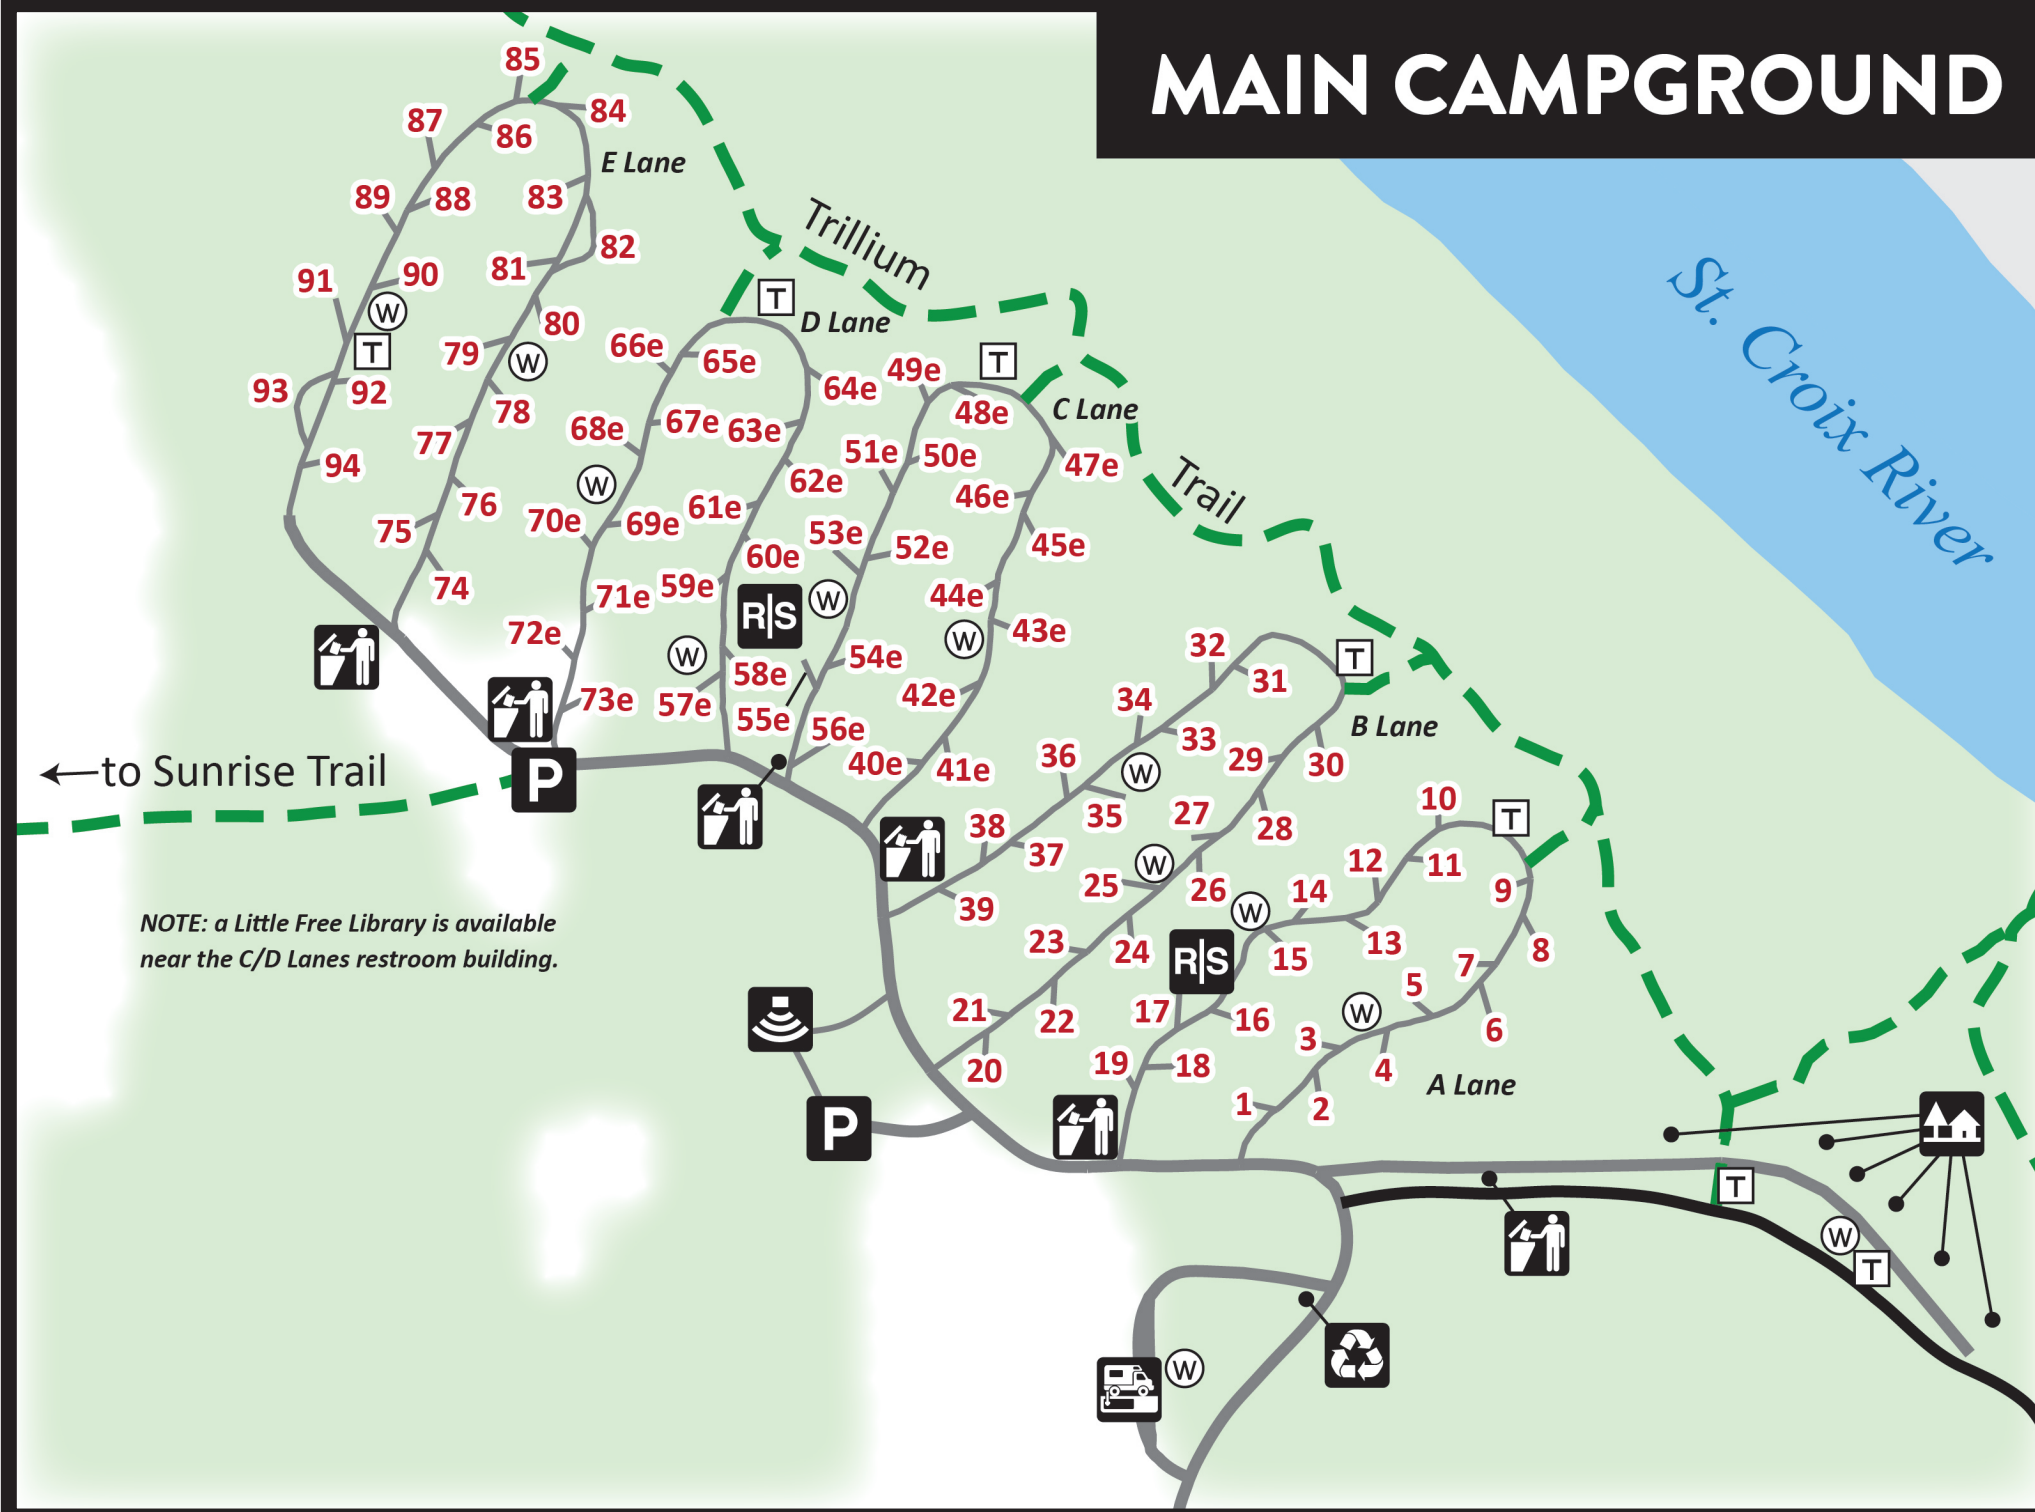 MAIN CAMPGROUND
85
84
87
86
E Lane
89
88
83
82
81
91
90
W
T
80
79
W
93
92
78
77
94
76
75
74
Trillium
T
D Lane
66e
65e
64e
68e
67e
63e
W
62e
70e
69e
61e
60e
71e
59e
72e
W
58e
73e
57e
R|S
W
49e
T
48e
C Lane
51e
50e
47e
46e
53e
52e
45e
44e
W
43e
54e
42e
55e
56e
40e
41e
Trail
St. Croix River
32
T
31
34
B Lane
33
36
W
29
30
35
27
28
38
37
W
25
26
39
23
24
21
22
20
10
T
12
11
14
9
W
13
8
R|S
15
7
5
17
16
W
6
3
19
18
4
1
2
A Lane
P
←to Sunrise Trail
NOTE: a Little Free Library is available
near the C/D Lanes restroom building.
P
T
W
T
W